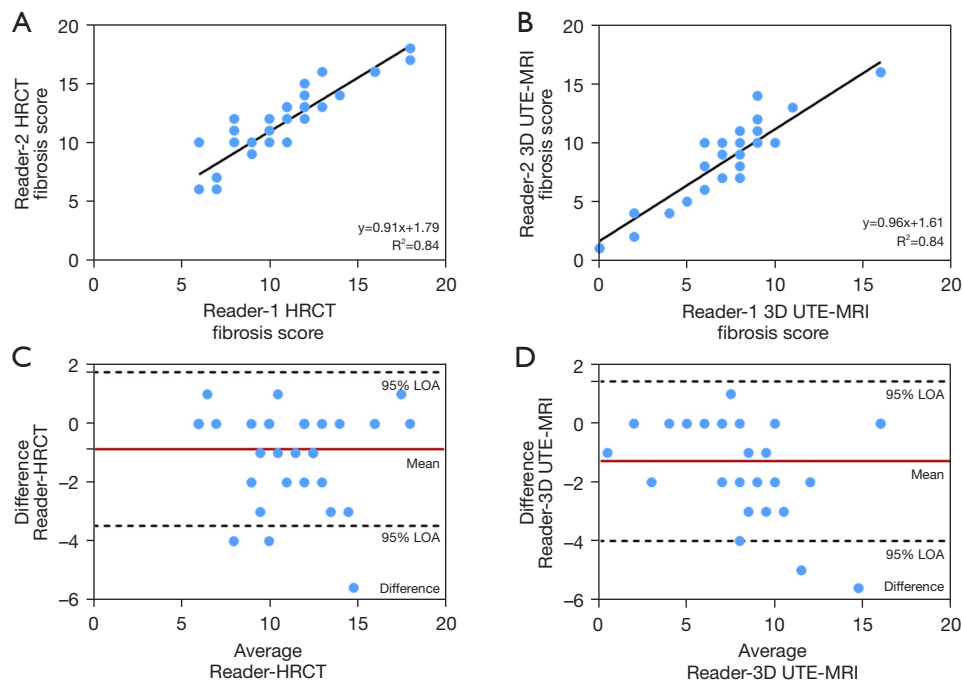 A
20
15
10
5
0
Reader-2 HRCT
fibrosis score
y=0.91x+1.79
R²=0.84
0 5 10 15 20
Reader-1 HRCT
fibrosis score
B
20
15
10
5
0
Reader-2 3D UTE-MRI
fibrosis score
y=0.96x+1.61
R²=0.84
0 5 10 15 20
Reader-1 3D UTE-MRI
fibrosis score
C
2
0
−2
−4
−6
Difference
Reader-HRCT
95% LOA
Mean
95% LOA
Difference
0 5 10 15 20
Average
Reader-HRCT
D
2
0
−2
−4
−6
Difference
Reader-3D UTE-MRI
95% LOA
Mean
95% LOA
Difference
0 5 10 15 20
Average
Reader-3D UTE-MRI